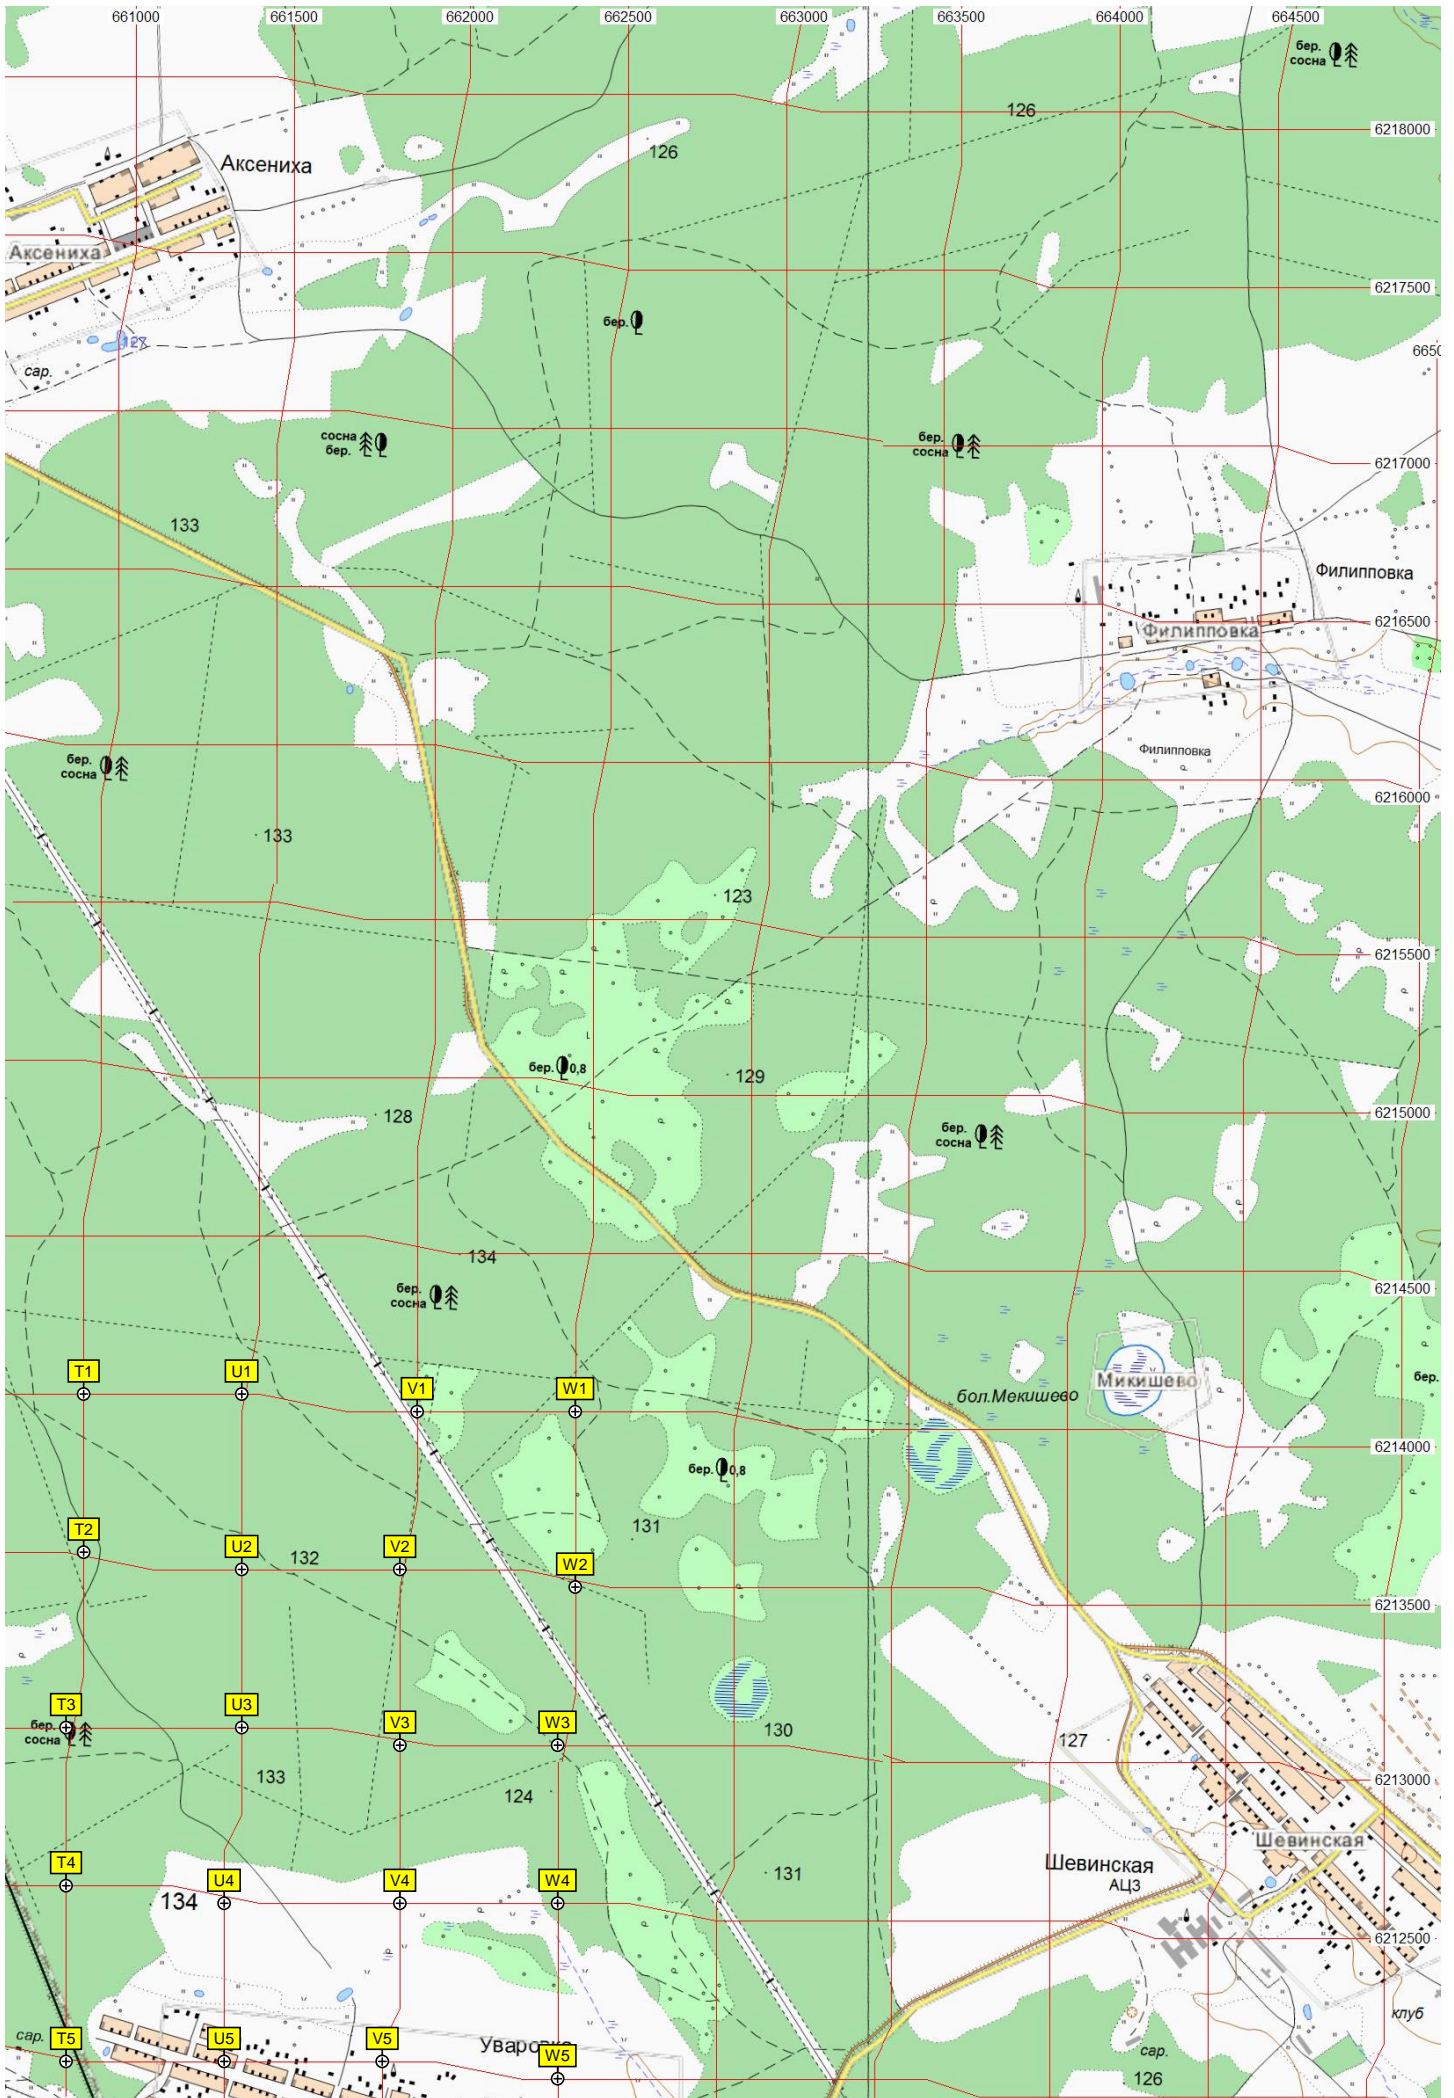 661000 661500 662000 662500 663000 663500 664000 664500
бер.
сосна
126
6218000
Аксениха
126
Аксениха
6217500
бер.
127
сар.
6650
сосна
бер.
бер.
сосна
6217000
133
Филипповка
Филипповка
6216500
Филипповка
бер.
сосна
6216000
133
123
6215500
бер. 0,8
129
128
6215000
бер.
сосна
134
бер.
сосна
6214500
T1 U1 V1 W1
Микишево
бер.
бол.Мекишево
6214000
бер. 0,8
131
T2 U2 V2 W2
132
6213500
T3 U3 V3 W3
бер.
сосна
130
127
133
124
6213000
Шевинская
Шевинская
АЦЗ
131
T4 U4 V4 W4
134
6212500
клуб
сар.
Уваровка
T5 U5 V5 W5
сар.
126